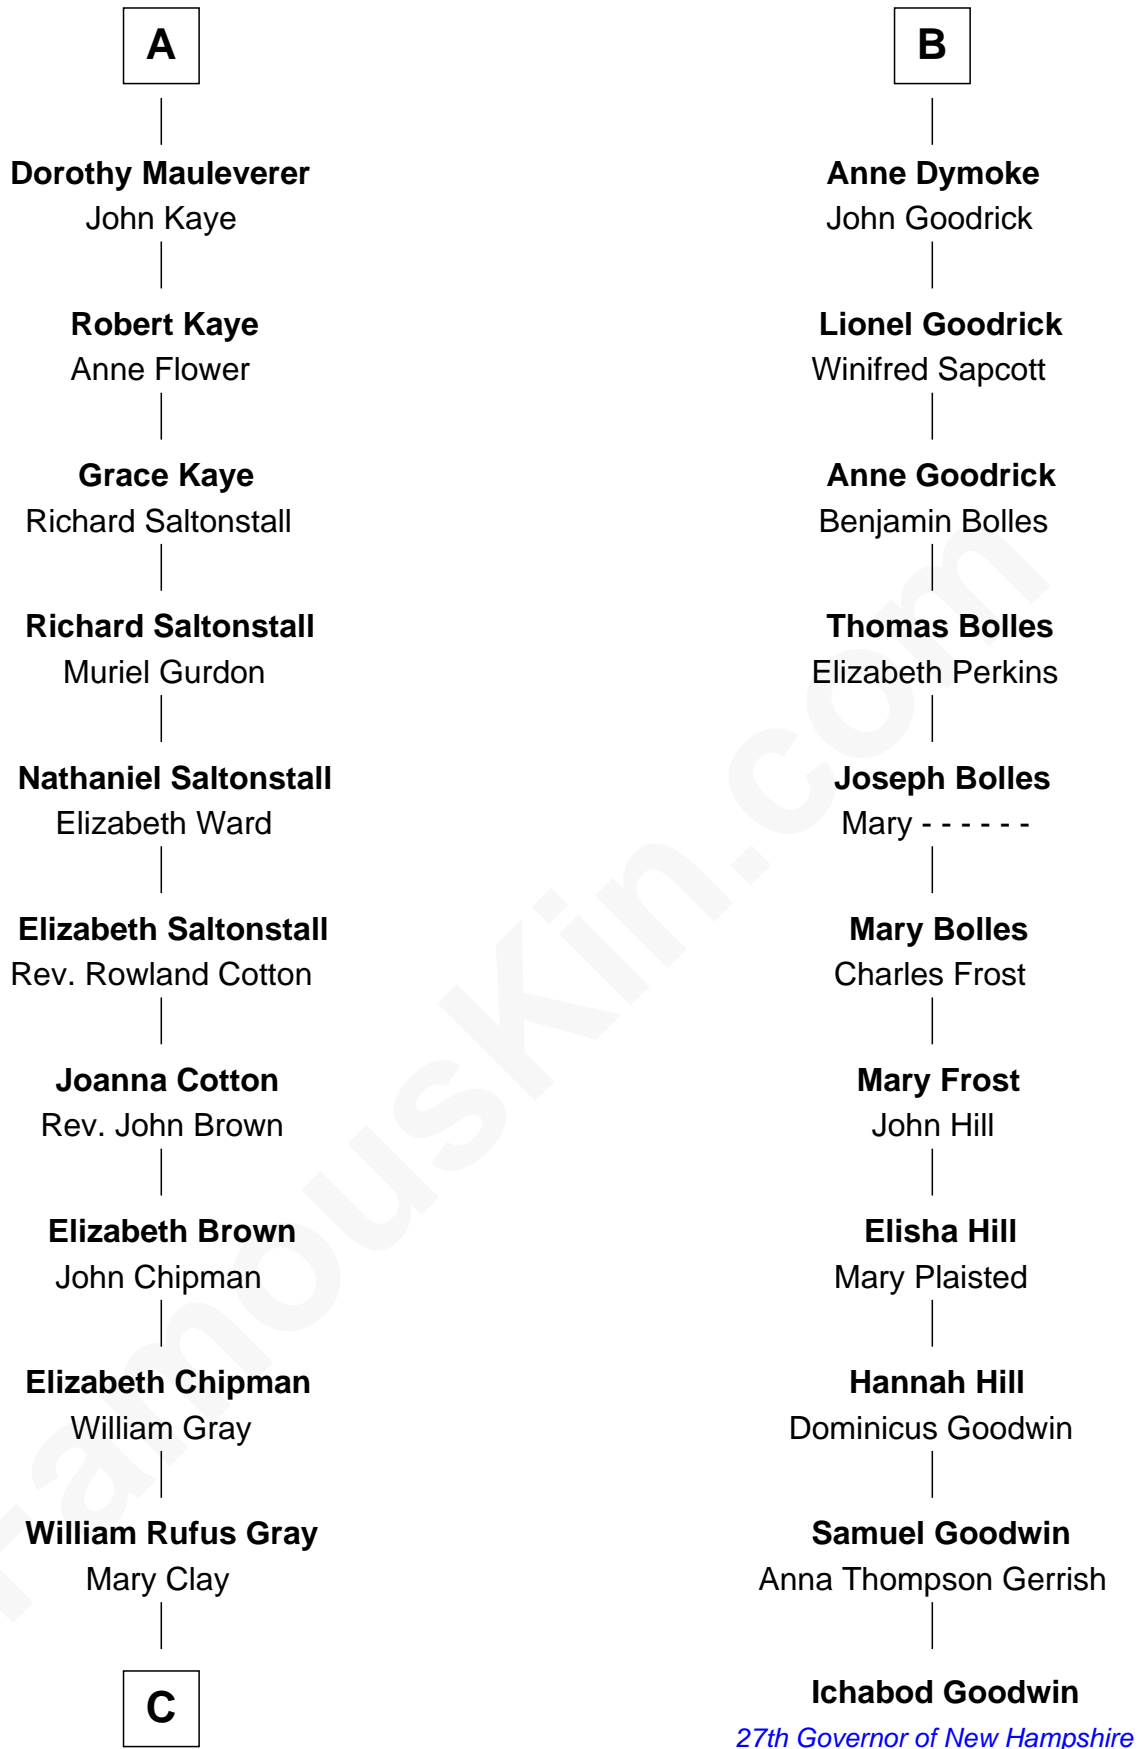 A
Dorothy Mauleverer
John Kaye
Robert Kaye
Anne Flower
Grace Kaye
Richard Saltonstall
Richard Saltonstall
Muriel Gurdon
Nathaniel Saltonstall
Elizabeth Ward
Elizabeth Saltonstall
Rev. Rowland Cotton
Joanna Cotton
Rev. John Brown
Elizabeth Brown
John Chipman
Elizabeth Chipman
William Gray
William Rufus Gray
Mary Clay
C
B
Anne Dymoke
John Goodrick
Lionel Goodrick
Winifred Sapcott
Anne Goodrick
Benjamin Bolles
Thomas Bolles
Elizabeth Perkins
Joseph Bolles
Mary - - - - - -
Mary Bolles
Charles Frost
Mary Frost
John Hill
Elisha Hill
Mary Plaisted
Hannah Hill
Dominicus Goodwin
Samuel Goodwin
Anna Thompson Gerrish
Ichabod Goodwin
27th Governor of New Hampshire
FamousKin.com